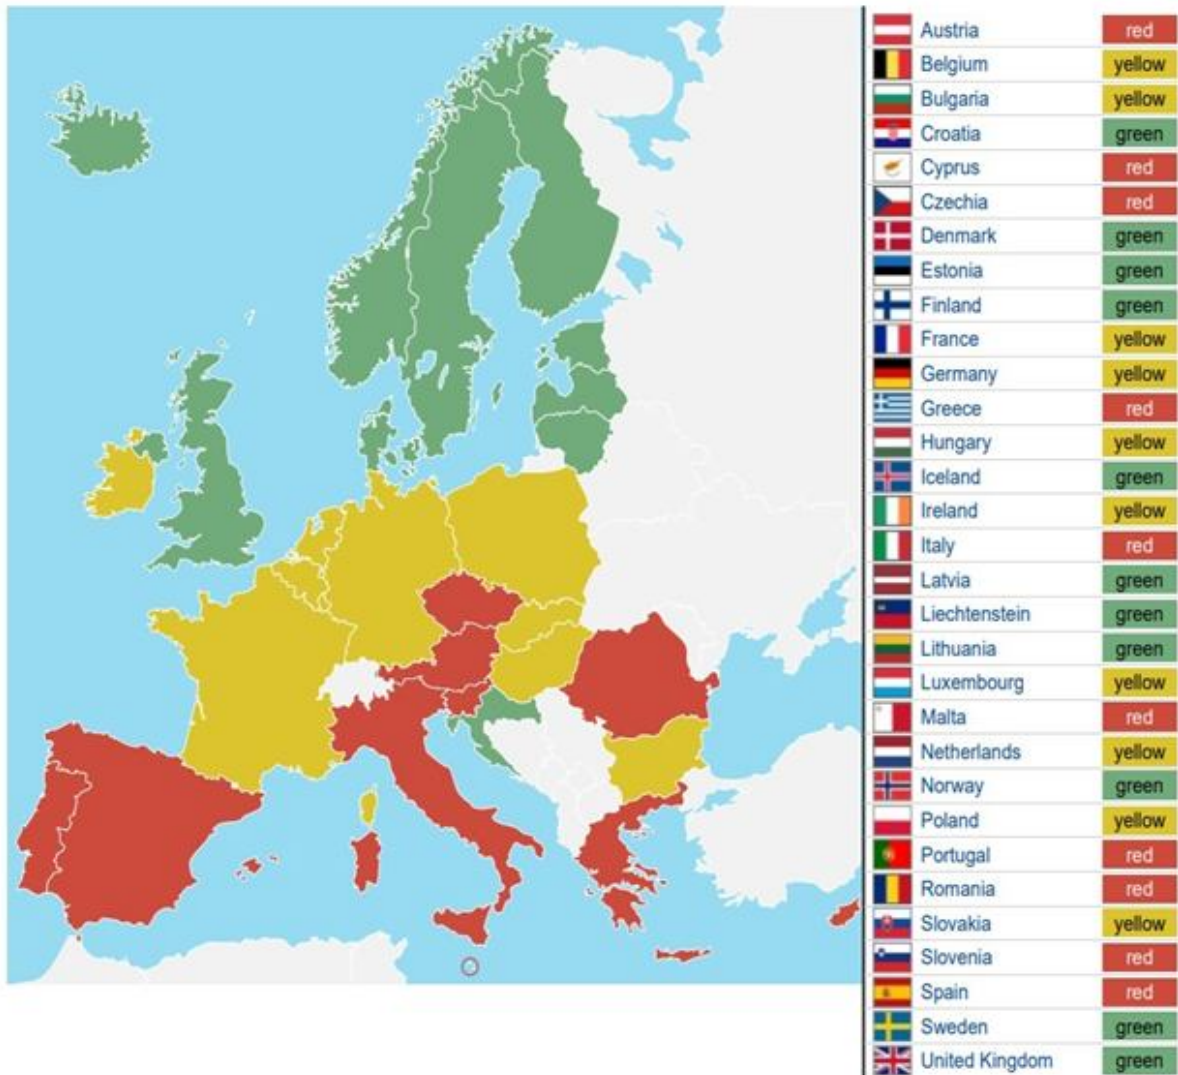 Austria red
Belgium yellow
Bulgaria yellow
Croatia green
Cyprus red
Czechia red
Denmark green
Estonia green
Finland green
France yellow
Germany yellow
Greece red
Hungary yellow
Iceland green
Ireland yellow
Italy red
Latvia green
Liechtenstein green
Lithuania green
Luxembourg yellow
Malta red
Netherlands yellow
Norway green
Poland yellow
Portugal red
Romania red
Slovakia yellow
Slovenia red
Spain red
Sweden green
United Kingdom green